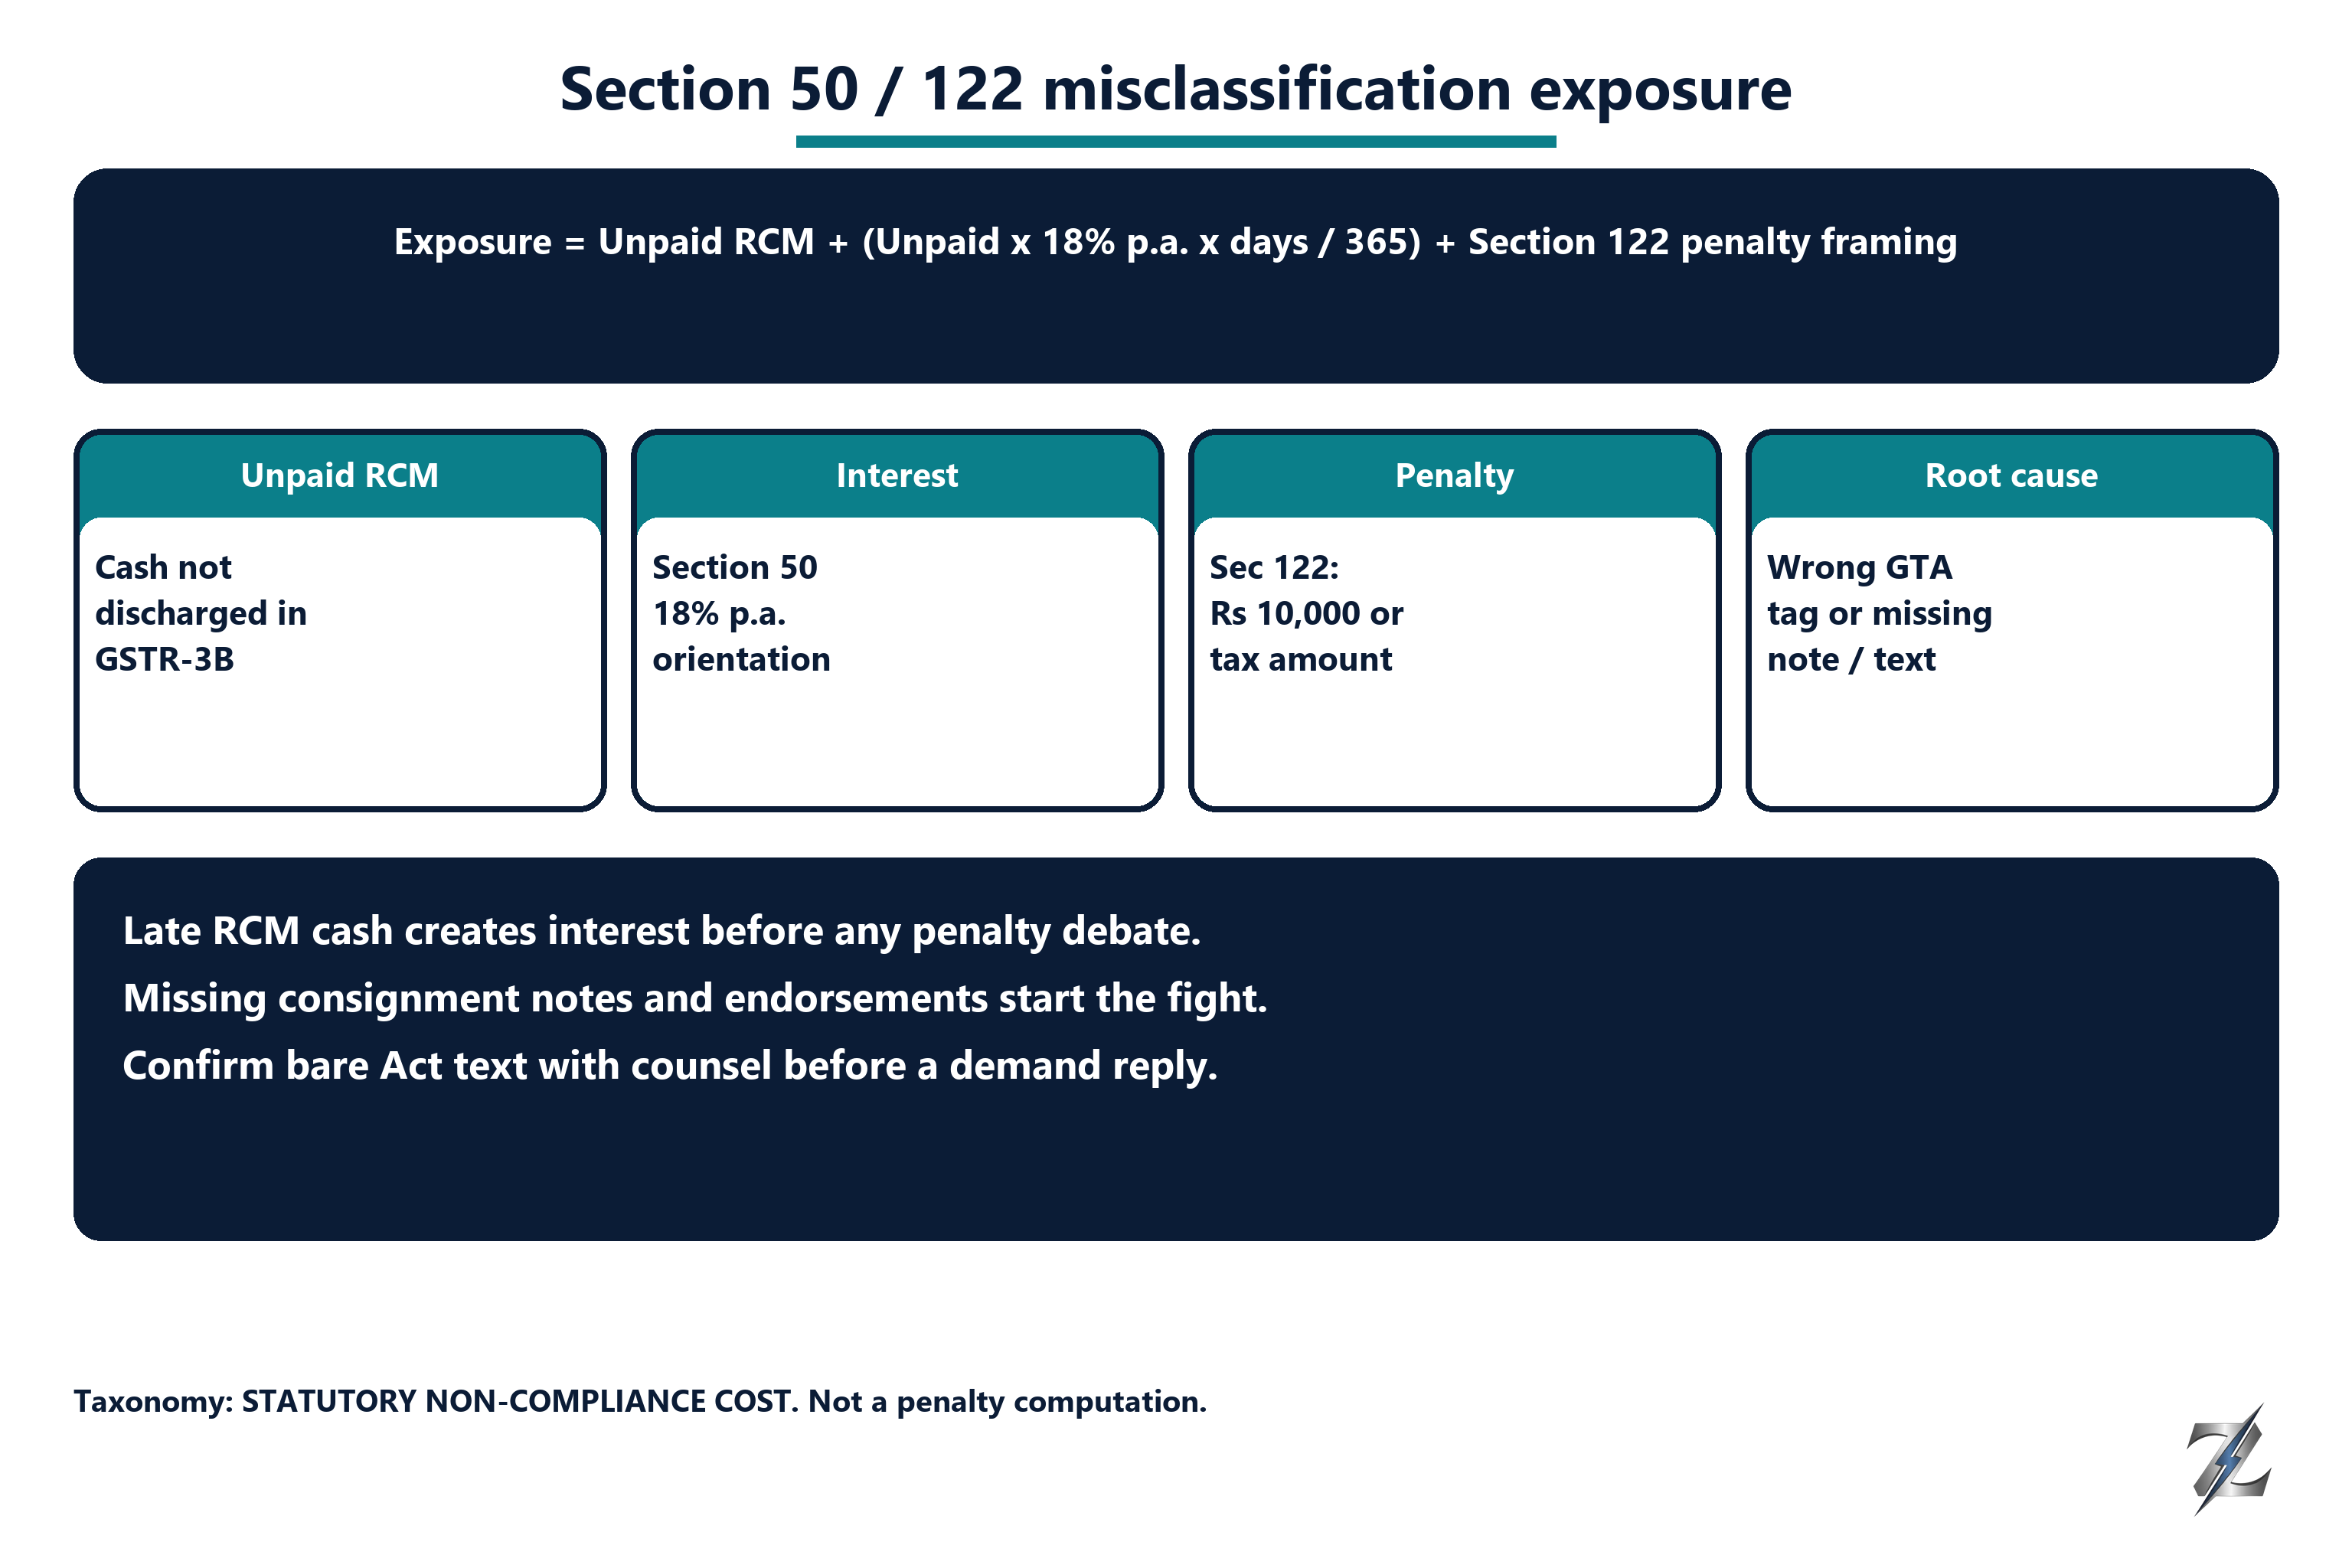 Section 50 / 122 misclassification exposure
Exposure = Unpaid RCM + (Unpaid x 18% p.a. x days / 365) + Section 122 penalty framing
Unpaid RCM
Cash not
discharged in
GSTR-3B
Interest
Section 50
18% p.a.
orientation
Penalty
Sec 122:
Rs 10,000 or
tax amount
Root cause
Wrong GTA
tag or missing
note / text
Late RCM cash creates interest before any penalty debate.
Missing consignment notes and endorsements start the fight.
Confirm bare Act text with counsel before a demand reply.
Taxonomy: STATUTORY NON-COMPLIANCE COST. Not a penalty computation.
Z